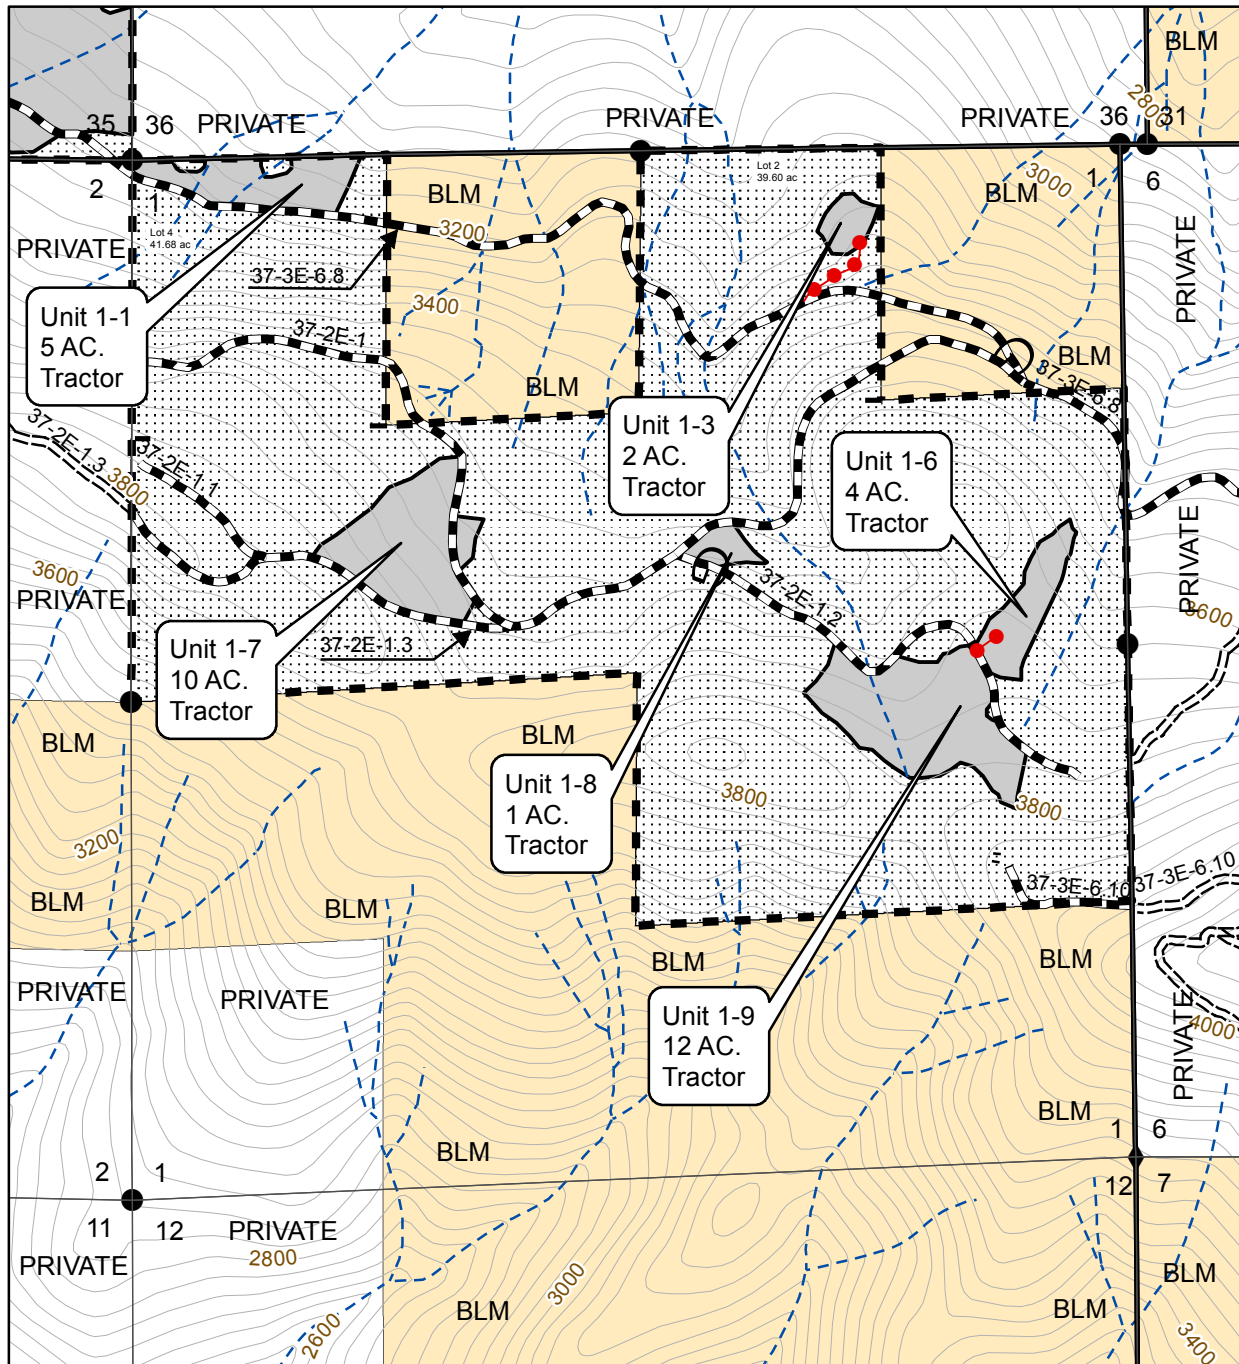 BLM
2800
35
36
PRIVATE
PRIVATE
PRIVATE
36
31
2
1
Lot 4
41.68 ac
BLM
Lot 2
39.60 ac
BLM
3000
1
6
PRIVATE
3200
PRIVATE
37-3E-6.8
3400
Unit 1-1
5 AC.
Tractor
37-2E-1
BLM
BLM
37-3E-6.8
Unit 1-3
2 AC.
Tractor
Unit 1-6
4 AC.
Tractor
37-2E-1.3
37-2E-1.1
3800
3600
PRIVATE
PRIVATE
3600
37-2E-1.2
Unit 1-7
10 AC.
Tractor
37-2E-1.3
BLM
BLM
Unit 1-8
1 AC.
Tractor
3800
3800
3200
37-3E-6.10
37-3E-6.10
BLM
BLM
BLM
BLM
PRIVATE
PRIVATE
Unit 1-9
12 AC.
Tractor
PRIVATE
4000
BLM
1
6
BLM
2
1
12
7
11
12
PRIVATE
PRIVATE
2800
BLM
3000
BLM
BLM
2600
3400